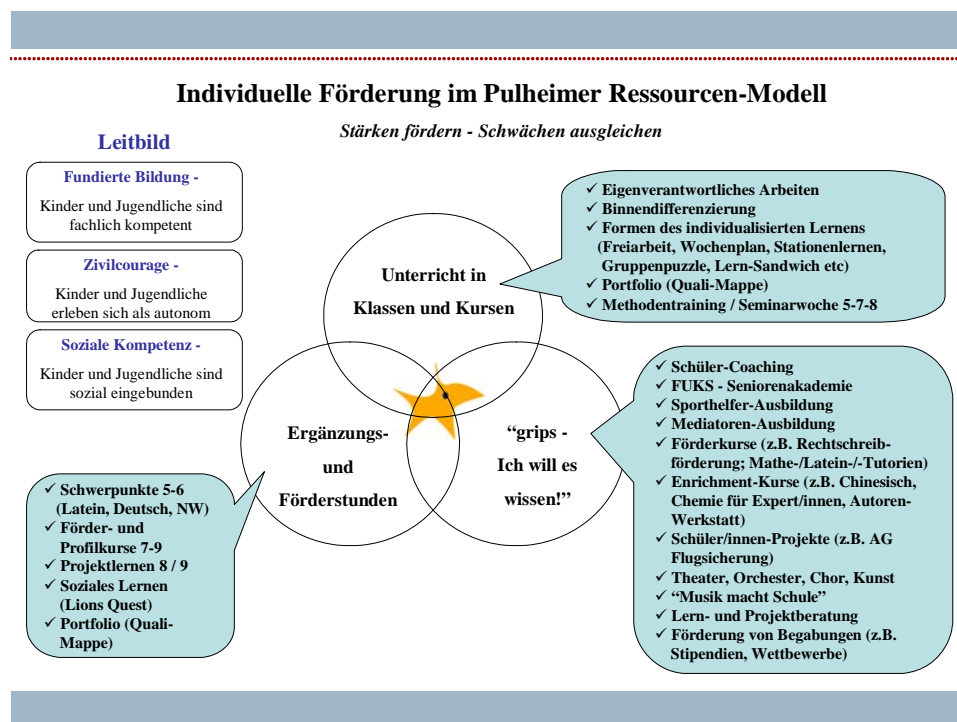 Individuelle Förderung im Pulheimer Ressourcen-Modell
Stärken fördern - Schwächen ausgleichen
Leitbild
Fundierte Bildung -
Kinder und Jugendliche sind
fachlich kompetent
Zivilcourage -
Kinder und Jugendliche
erleben sich als autonom
Soziale Kompetenz -
Kinder und Jugendliche sind
sozial eingebunden
Unterricht in
Klassen und Kursen
✓ Eigenverantwortliches Arbeiten
✓ Binnendifferenzierung
✓ Formen des individualisierten Lernens
(Freiarbeit, Wochenplan, Stationenlernen,
Gruppenpuzzle, Lern-Sandwich etc)
✓ Portfolio (Quali-Mappe)
✓ Methodentraining / Seminarwoche 5-7-8
Ergänzungs-
und
Förderstunden
✓ Schwerpunkte 5-6
(Latein, Deutsch, NW)
✓ Förder- und
Profilkurse 7-9
✓ Projektlernen 8 / 9
✓ Soziales Lernen
(Lions Quest)
✓ Portfolio (Quali-
Mappe)
“grips -
Ich will es
wissen!”
✓ Schüler-Coaching
✓ FUKS - Seniorenakademie
✓ Sporthelfer-Ausbildung
✓ Mediatoren-Ausbildung
✓ Förderkurse (z.B. Rechtschreib-
förderung; Mathe-/Latein-/-Tutorien)
✓ Enrichment-Kurse (z.B. Chinesisch,
Chemie für Expert/innen, Autoren-
Werkstatt)
✓ Schüler/innen-Projekte (z.B. AG
Flugsicherung)
✓ Theater, Orchester, Chor, Kunst
✓ “Musik macht Schule”
✓ Lern- und Projektberatung
✓ Förderung von Begabungen (z.B.
Stipendien, Wettbewerbe)